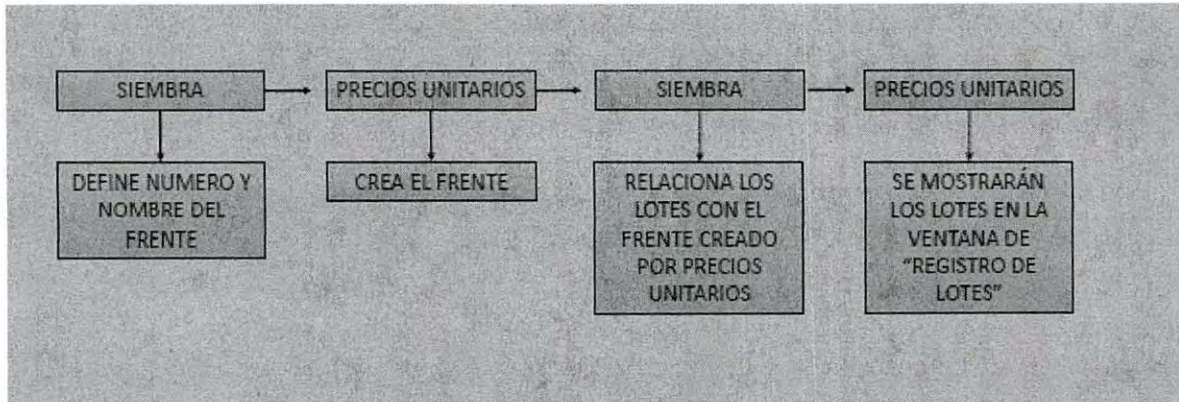 SIEMBRA
PRECIOS UNITARIOS
SIEMBRA
PRECIOS UNITARIOS
DEFINE NUMERO Y
NOMBRE DEL
FRENTE
CREA EL FRENTE
RELACIONA LOS
LOTES CON EL
FRENTE CREADO
POR PRECIOS
UNITARIOS
SE MOSTRARÁN
LOS LOTES EN LA
VENTANA DE
“REGISTRO DE
LOTES”